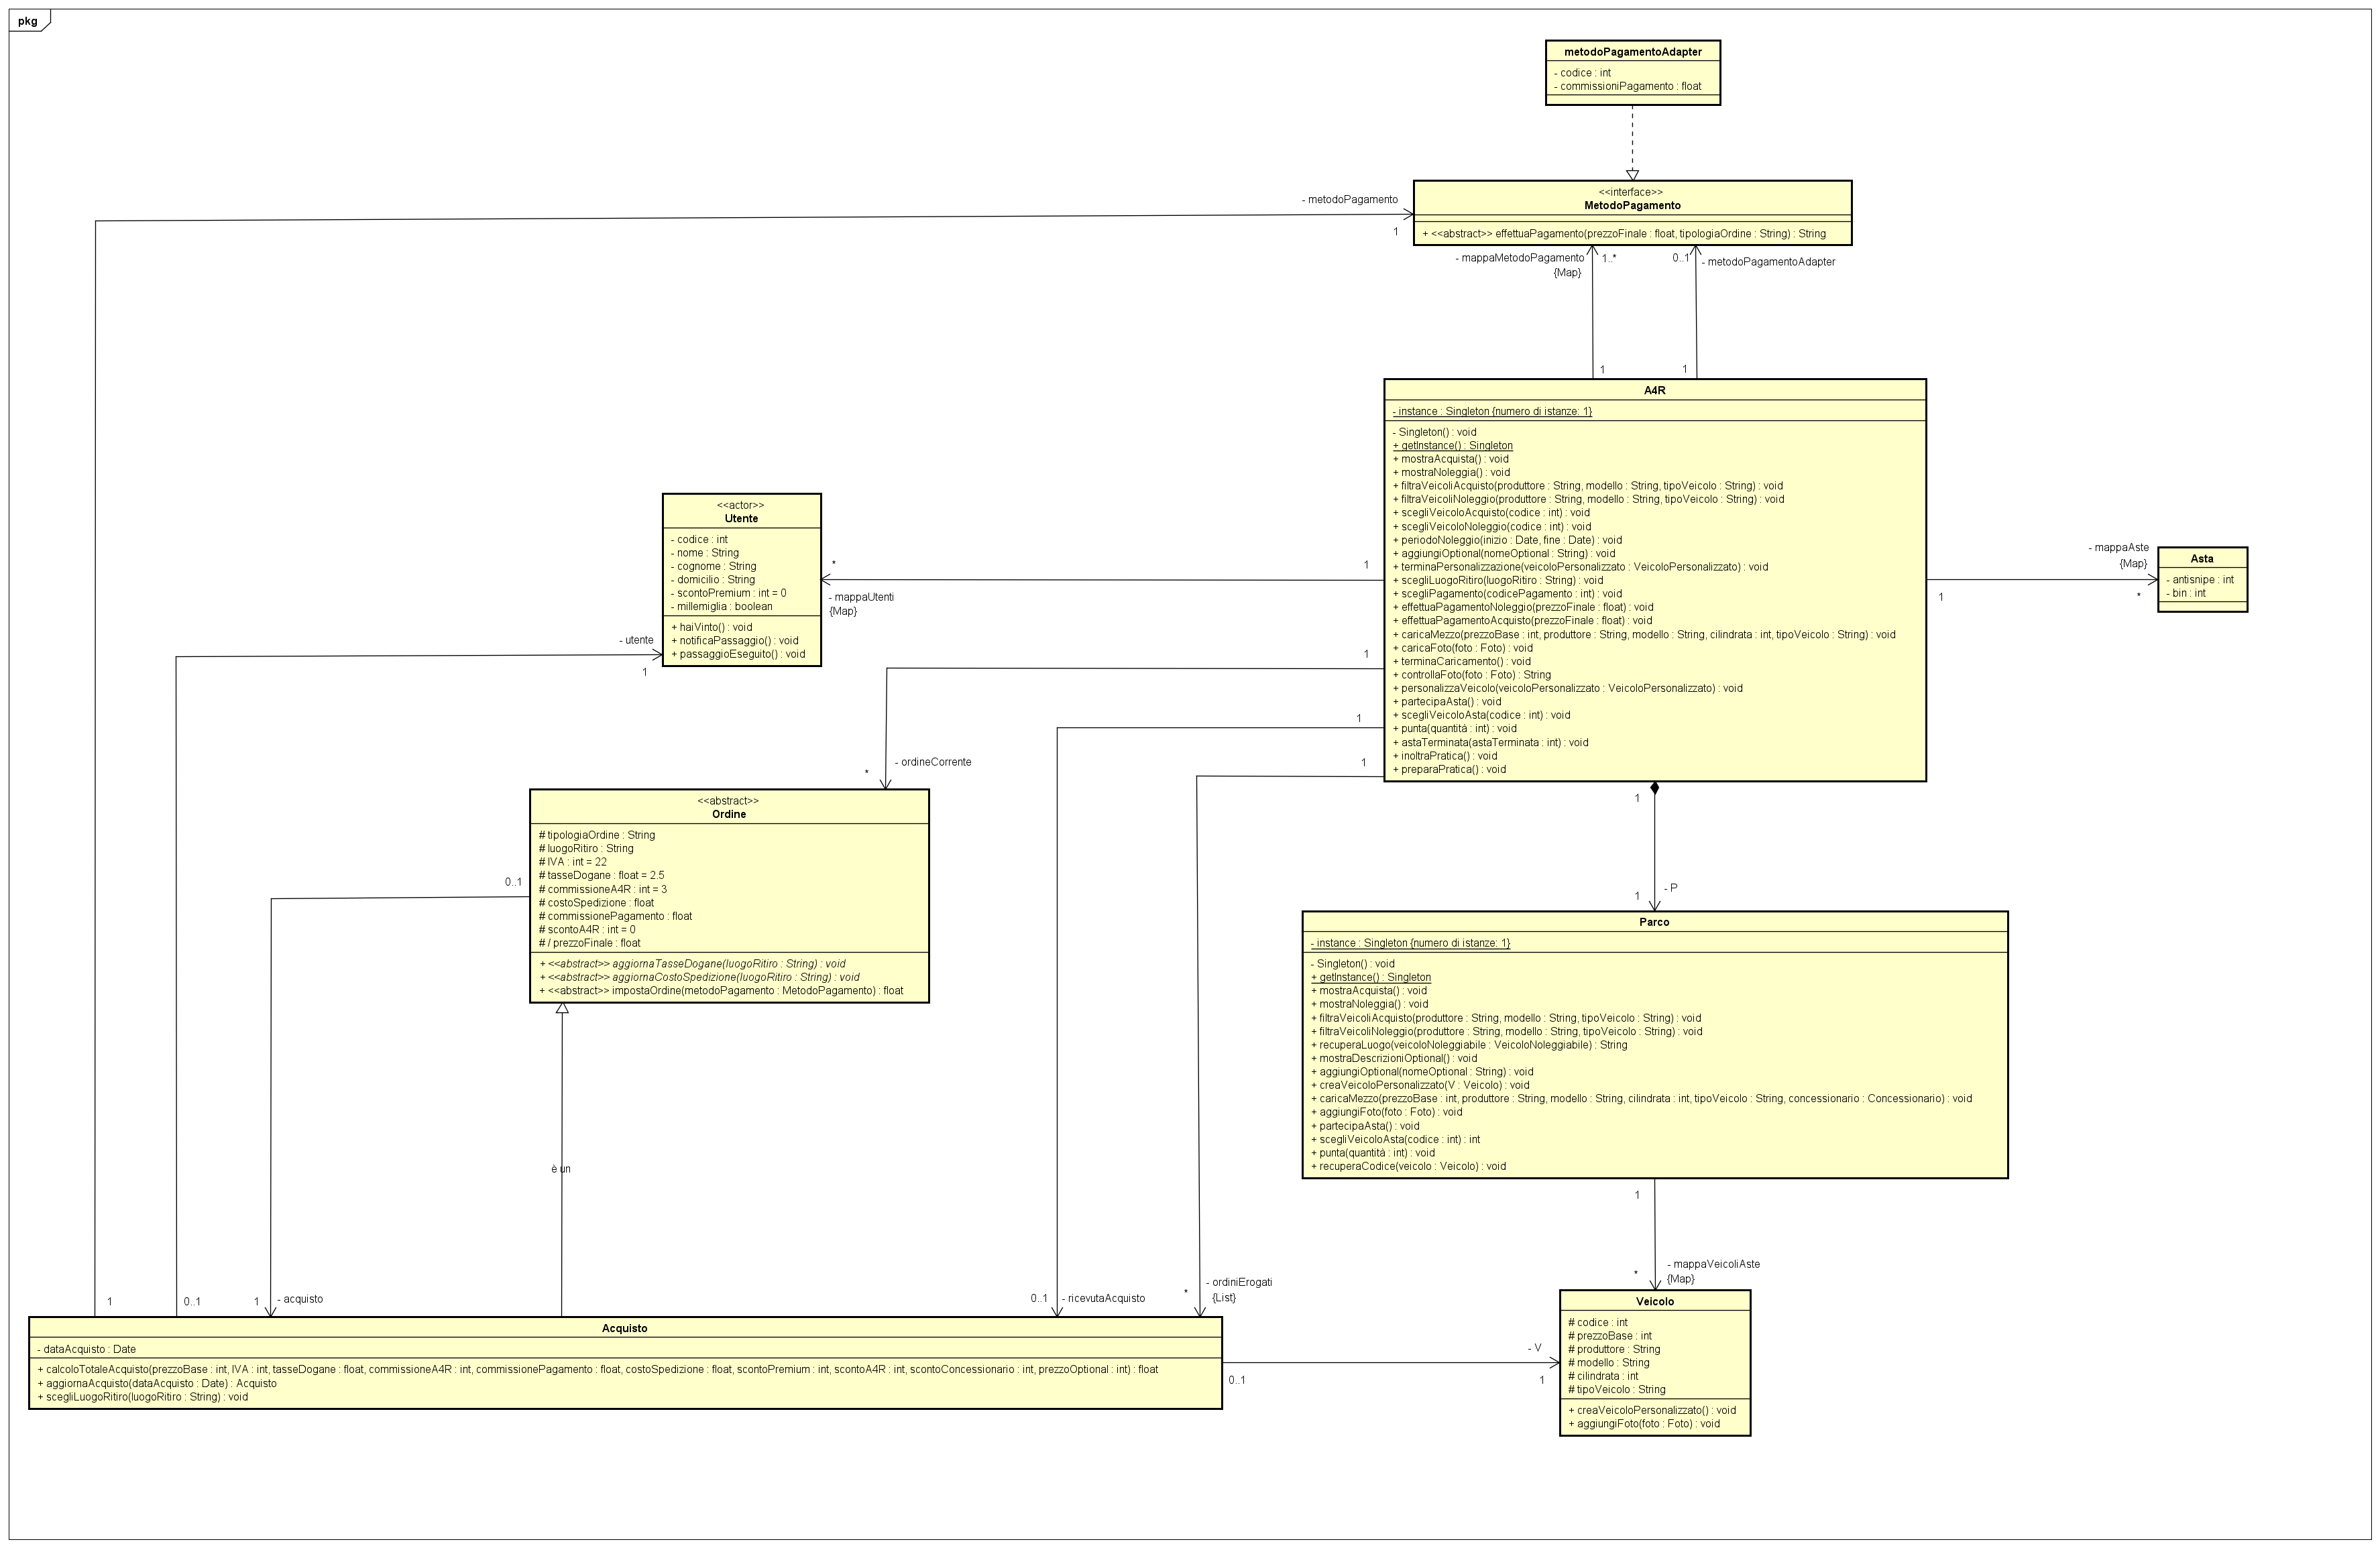 pkg
metodoPagamentoAdapter
- codice : int
- commissioniPagamento : float
<<interface>>
MetodoPagamento
+ <<abstract>> effettuaPagamento(prezzoFinale : float, tipologiaOrdine : String) : String
- metodoPagamento
1
- mappaMetodoPagamento
{Map}
1..*
0..1
- metodoPagamentoAdapter
1
1
A4R
- instance : Singleton {numero di istanze: 1}
- Singleton() : void
+ getInstance() : Singleton
+ mostraAcquista() : void
+ mostraNoleggia() : void
+ filtraVeicoliAcquisto(produttore : String, modello : String, tipoVeicolo : String) : void
+ filtraVeicoliNoleggio(produttore : String, modello : String, tipoVeicolo : String) : void
+ scegliVeicoloAcquisto(codice : int) : void
+ scegliVeicoloNoleggio(codice : int) : void
+ periodoNoleggio(inizio : Date, fine : Date) : void
+ aggiungiOptional(nomeOptional : String) : void
+ terminaPersonalizzazione(veicoloPersonalizzato : VeicoloPersonalizzato) : void
+ scegliLuogoRitiro(luogoRitiro : String) : void
+ scegliPagamento(codicePagamento : int) : void
+ effettuaPagamentoNoleggio(prezzoFinale : float) : void
+ effettuaPagamentoAcquisto(prezzoFinale : float) : void
+ caricaMezzo(prezzoBase : int, produttore : String, modello : String, cilindrata : int, tipoVeicolo : String) : void
+ caricaFoto(foto : Foto) : void
+ terminaCaricamento() : void
+ controllaFoto(foto : Foto) : String
+ personalizzaVeicolo(veicoloPersonalizzato : VeicoloPersonalizzato) : void
+ partecipaAsta() : void
+ scegliVeicoloAsta(codice : int) : void
+ punta(quantità : int) : void
+ astaTerminata(astaTerminata : int) : void
+ inoltraPratica() : void
+ preparaPratica() : void
<<actor>>
Utente
- codice : int
- nome : String
- cognome : String
- domicilio : String
- scontoPremium : int = 0
- millemiglia : boolean
+ haiVinto() : void
+ notificaPassaggio() : void
+ passaggioEseguito() : void
*
- mappaUtenti
{Map}
1
- utente
1
- mappaAste
{Map}
1
*
Asta
- antisnipe : int
- bin : int
1
- ordineCorrente
*
1
1
<<abstract>>
Ordine
# tipologiaOrdine : String
# luogoRitiro : String
# IVA : int = 22
# tasseDogane : float = 2.5
# commissioneA4R : int = 3
# costoSpedizione : float
# commissionePagamento : float
# scontoA4R : int = 0
# / prezzoFinale : float
+ <<abstract>> aggiornaTasseDogane(luogoRitiro : String) : void
+ <<abstract>> aggiornaCostoSpedizione(luogoRitiro : String) : void
+ <<abstract>> impostaOrdine(metodoPagamento : MetodoPagamento) : float
0..1
1
1
- P
Parco
- instance : Singleton {numero di istanze: 1}
- Singleton() : void
+ getInstance() : Singleton
+ mostraAcquista() : void
+ mostraNoleggia() : void
+ filtraVeicoliAcquisto(produttore : String, modello : String, tipoVeicolo : String) : void
+ filtraVeicoliNoleggio(produttore : String, modello : String, tipoVeicolo : String) : void
+ recuperaLuogo(veicoloNoleggiabile : VeicoloNoleggiabile) : String
+ mostraDescrizioniOptional() : void
+ aggiungiOptional(nomeOptional : String) : void
+ creaVeicoloPersonalizzato(V : Veicolo) : void
+ caricaMezzo(prezzoBase : int, produttore : String, modello : String, cilindrata : int, tipoVeicolo : String, concessionario : Concessionario) : void
+ aggiungiFoto(foto : Foto) : void
+ partecipaAsta() : void
+ scegliVeicoloAsta(codice : int) : int
+ punta(quantità : int) : void
+ recuperaCodice(veicolo : Veicolo) : void
è un
1
- mappaVeicoliAste
{Map}
*
1
0..1
1
- acquisto
0..1
- ricevutaAcquisto
*
- ordiniErogati
{List}
Acquisto
- dataAcquisto : Date
+ calcoloTotaleAcquisto(prezzoBase : int, IVA : int, tasseDogane : float, commissioneA4R : int, commissionePagamento : float, costoSpedizione : float, scontoPremium : int, scontoA4R : int, scontoConcessionario : int, prezzoOptional : int) : float
+ aggiornaAcquisto(dataAcquisto : Date) : Acquisto
+ scegliLuogoRitiro(luogoRitiro : String) : void
0..1
- V
1
Veicolo
# codice : int
# prezzoBase : int
# produttore : String
# modello : String
# cilindrata : int
# tipoVeicolo : String
+ creaVeicoloPersonalizzato() : void
+ aggiungiFoto(foto : Foto) : void